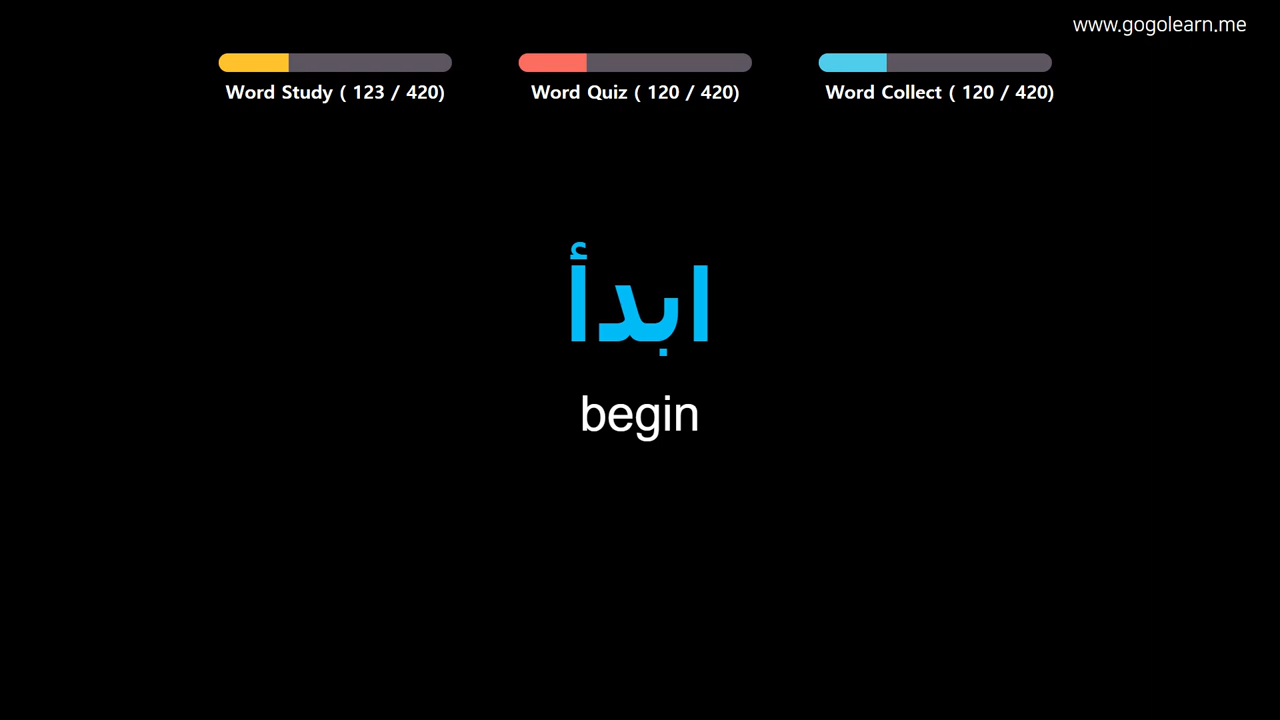 www.gogolearn.me
Word Study ( 123 / 420)
Word Quiz ( 120 / 420)
Word Collect ( 120 / 420)
ابدأ
begin